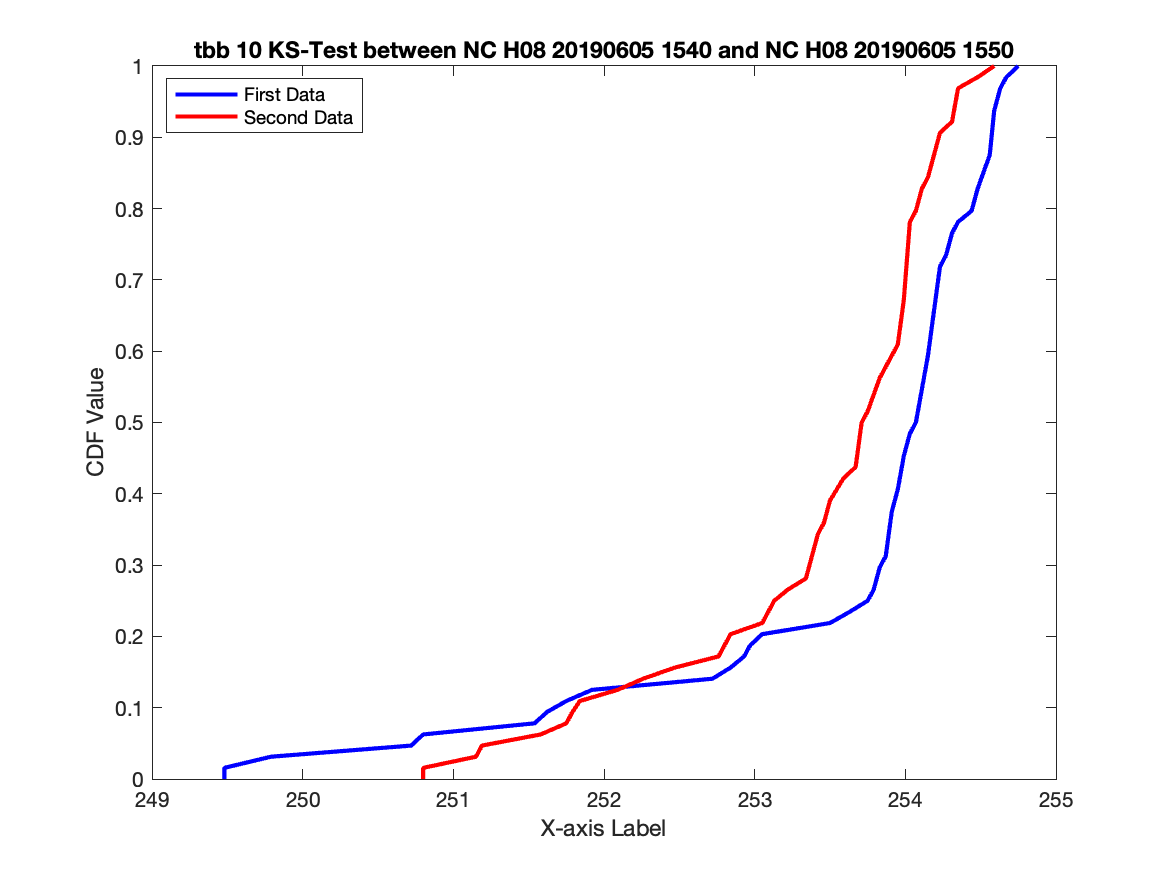 tbb 10 KS-Test between NC H08 20190605 1540 and NC H08 20190605 1550
First Data
Second Data
1
0.9
0.8
0.7
0.6
0.5
0.4
0.3
0.2
0.1
0
CDF Value
249 250 251 252 253 254 255
X-axis Label